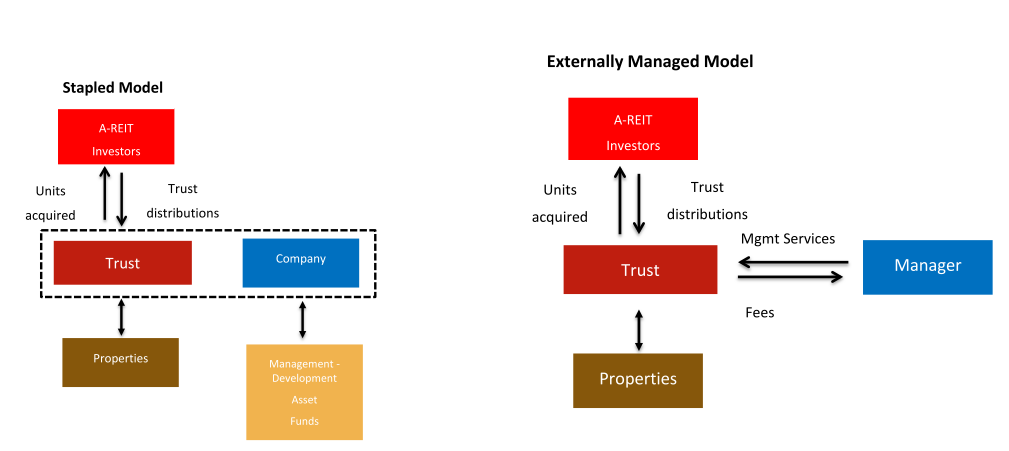 Stapled Model
A-REIT
Investors
Units
acquired
Trust
distributions
Trust
Company
Properties
Management -
Development
Asset
Funds
Externally Managed Model
A-REIT
Investors
Units
acquired
Trust
distributions
Mgmt Services
Trust
Manager
Fees
Properties